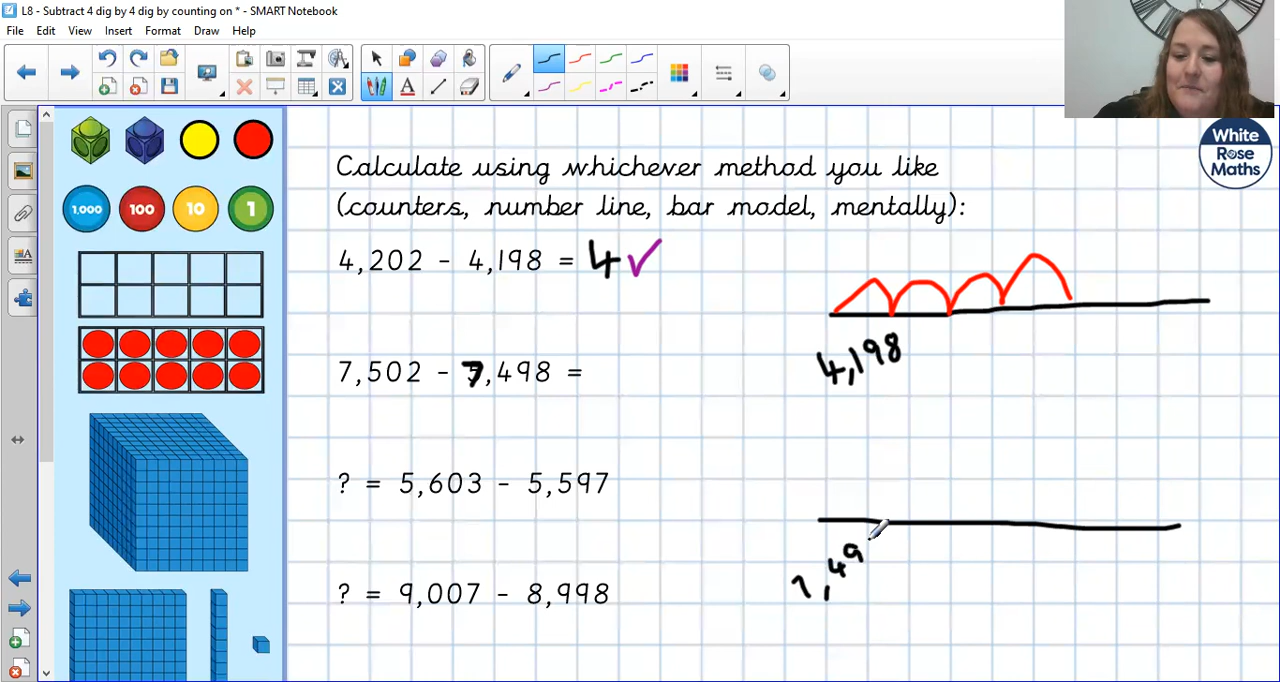 L8 - Subtract 4 dig by 4 dig by counting on * - SMART Notebook
File Edit View Insert Format Draw Help
White
Rose
Maths
Calculate using whichever method you like
(counters, number line, bar model, mentally):
1,000 100 10 1
4,202 - 4,198 = 4 ✓
4,198
7,502 - 7,498 =
? = 5,603 - 5,597
7,49
? = 9,007 - 8,998